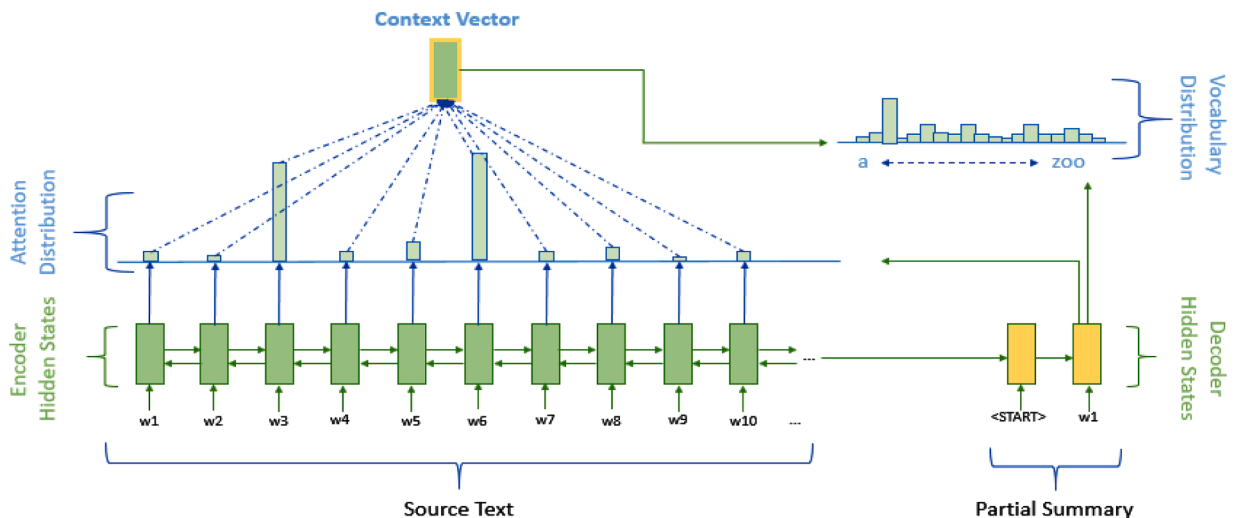 Context Vector
Vocabulary
Distribution
a
zoo
Attention
Distribution
Encoder
Hidden States
Decoder
Hidden States
...
w1 w2 w3 w4 w5 w6 w7 w8 w9 w10 ...
<START> w1
Source Text
Partial Summary